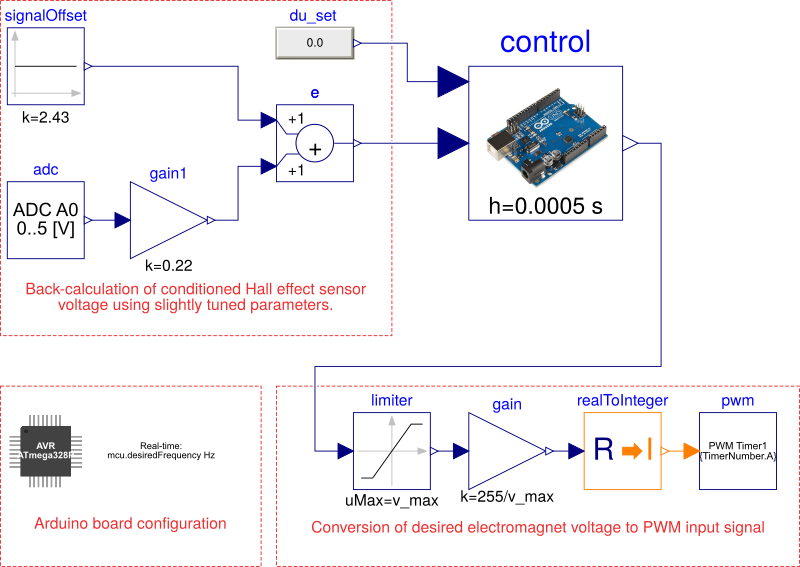 signalOffset
k=2.43
du_set
0.0
e
+1
+
+1
control
h=0.0005 s
adc
ADC A0
0..5 [V]
gain1
k=0.22
Back-calculation of conditioned Hall effect sensor
voltage using slightly tuned parameters.
AVR
ATmega328P
Real-time:
mcu.desiredFrequency Hz
Arduino board configuration
limiter
uMax=v_max
gain
k=255/v_max
realToInteger
R
I
pwm
PWM Timer1
{TimerNumber.A}
Conversion of desired electromagnet voltage to PWM input signal